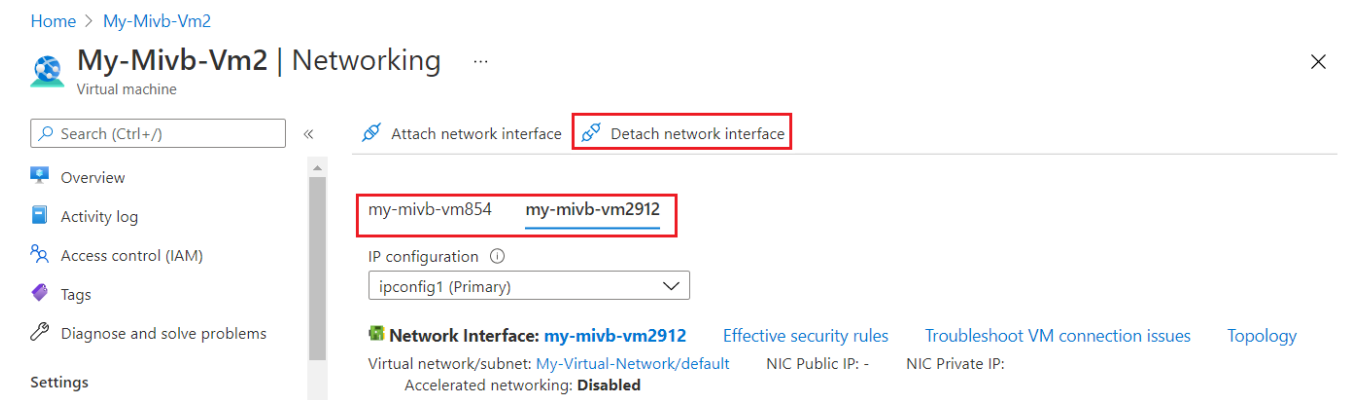 Home > My-Mivb-Vm2
My-Mivb-Vm2 | Networking ...
Virtual machine
Search (Ctrl+/)
«
Attach network interface
Detach network interface
Overview
Activity log
Access control (IAM)
Tags
Diagnose and solve problems
Settings
my-mivb-vm854 my-mivb-vm2912
IP configuration
ipconfig1 (Primary)
Network Interface: my-mivb-vm2912 Effective security rules Troubleshoot VM connection issues Topology
Virtual network/subnet: My-Virtual-Network/default NIC Public IP: - NIC Private IP:
Accelerated networking: Disabled